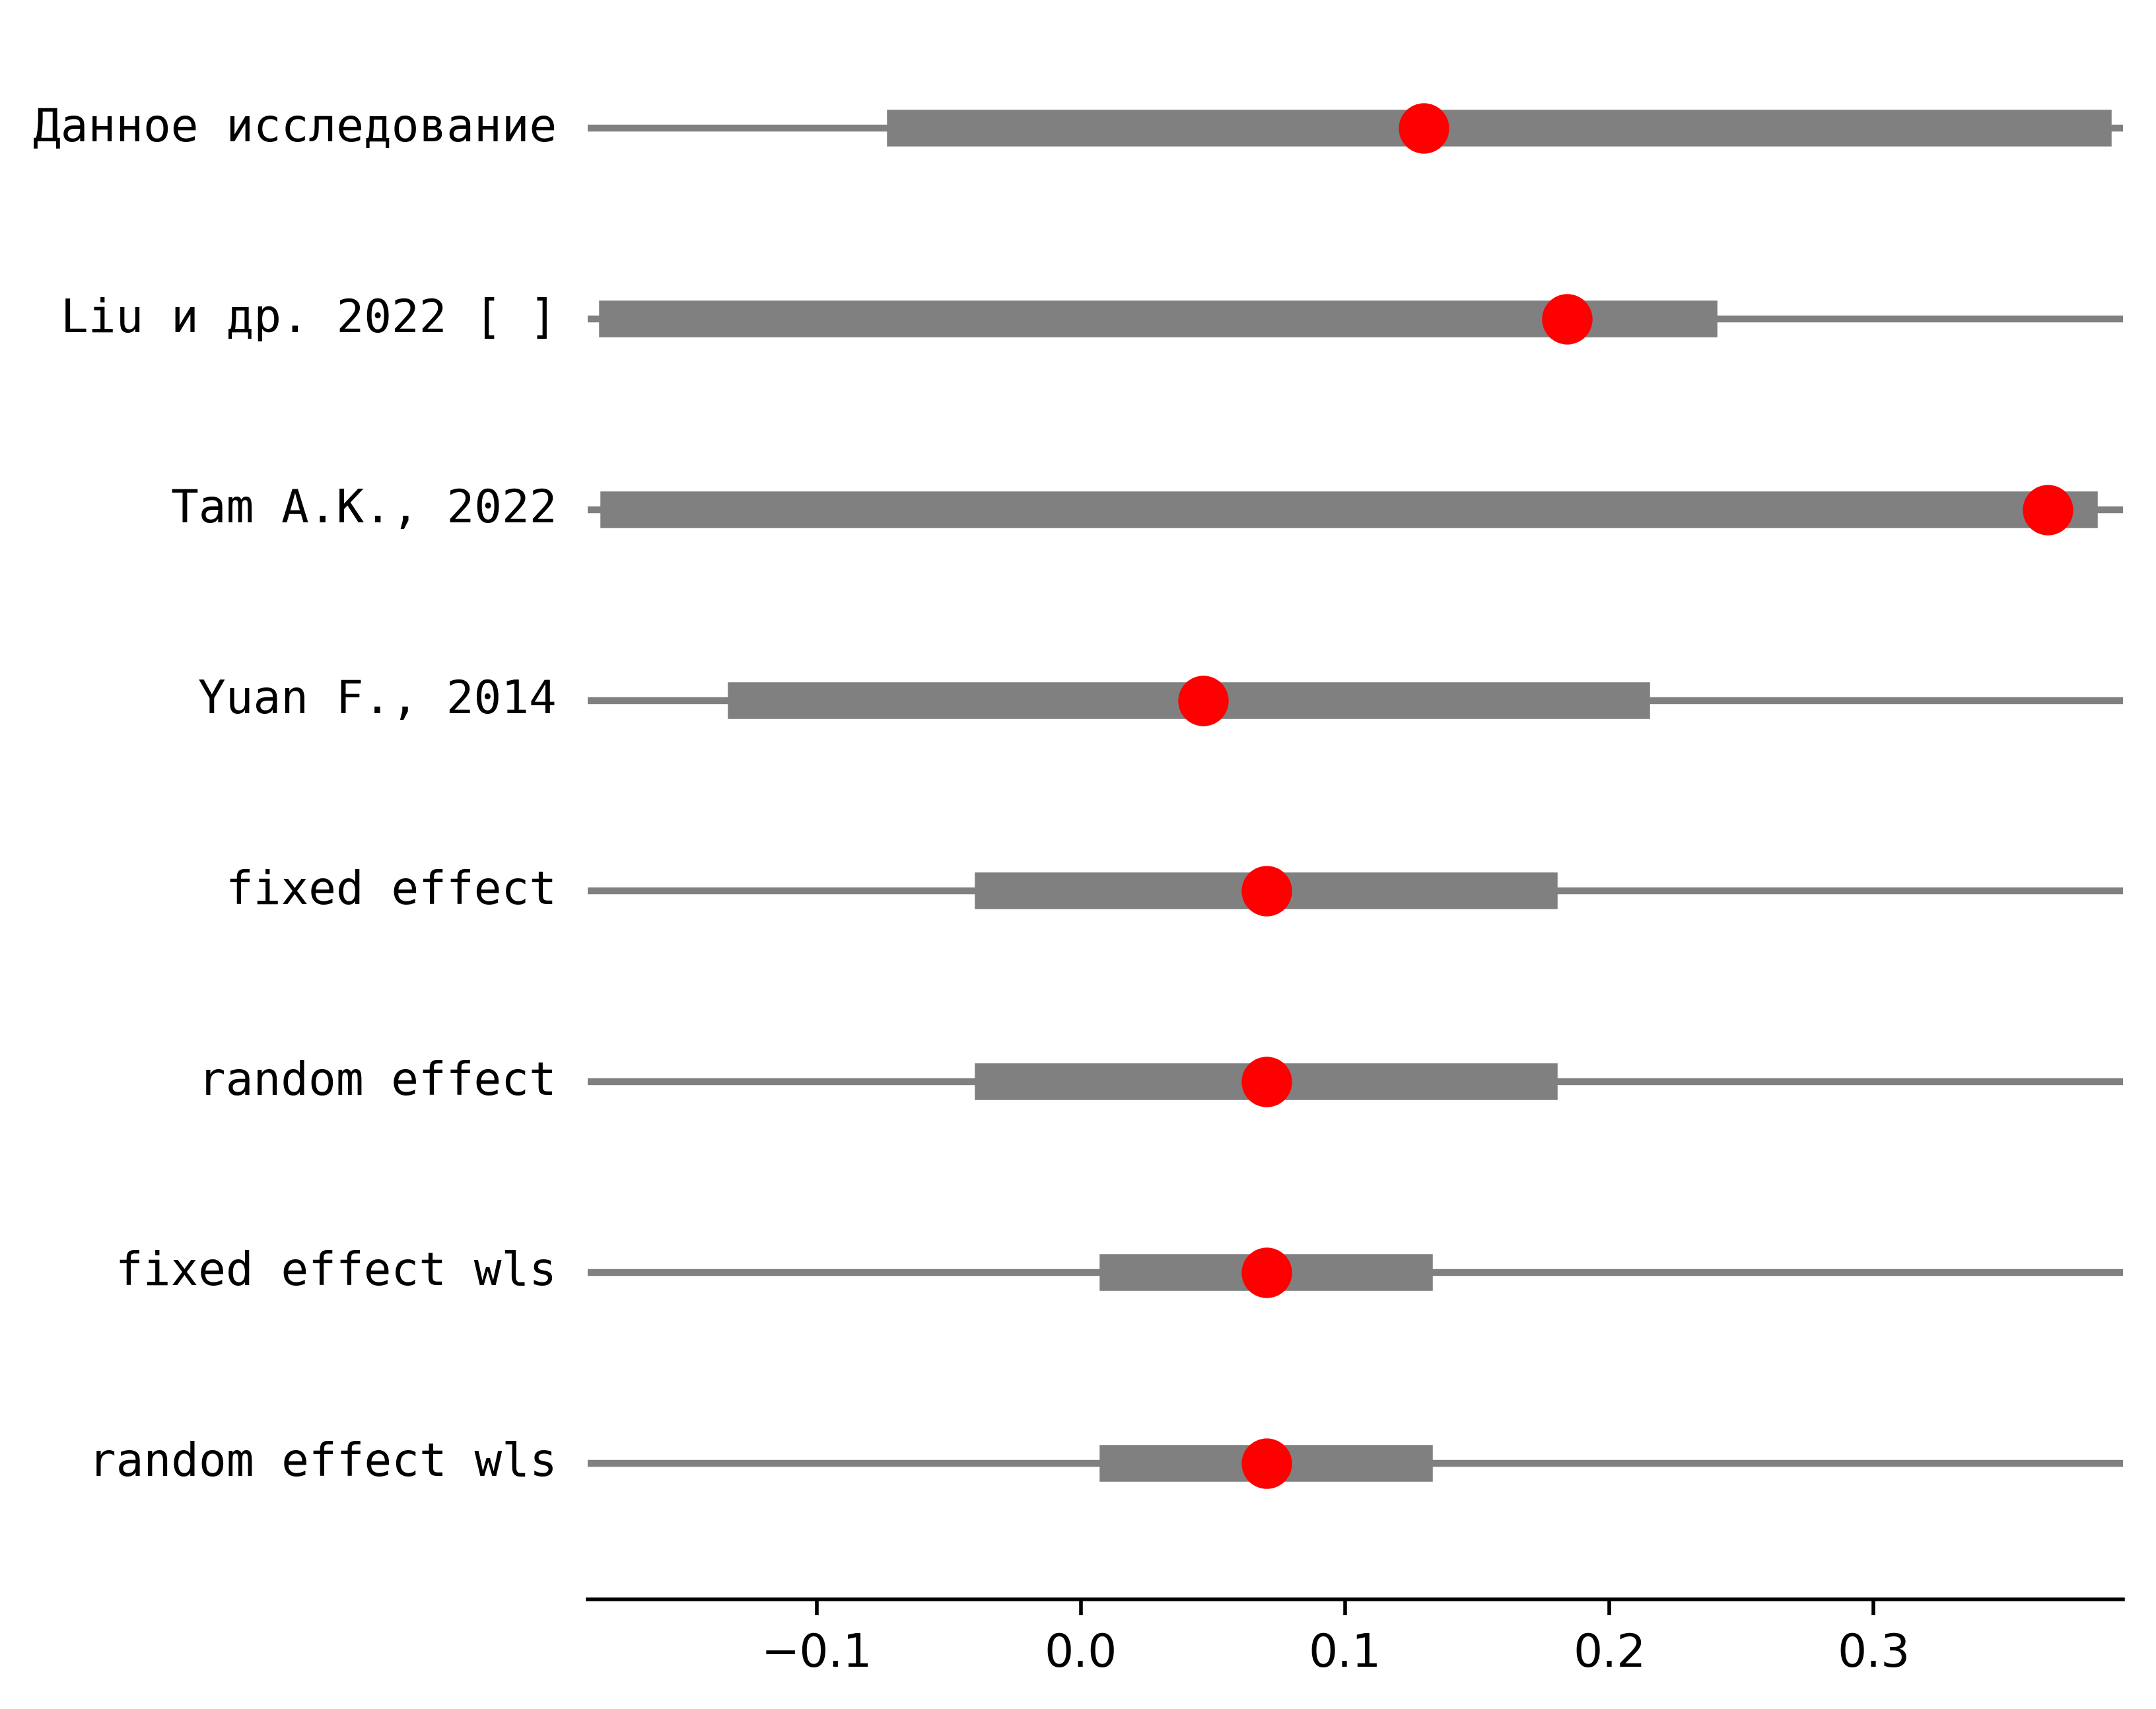 Данное исследование
Liu и др. 2022 [ ]
Tam A.K., 2022
Yuan F., 2014
fixed effect
random effect
fixed effect wls
random effect wls
−0.1 0.0 0.1 0.2 0.3